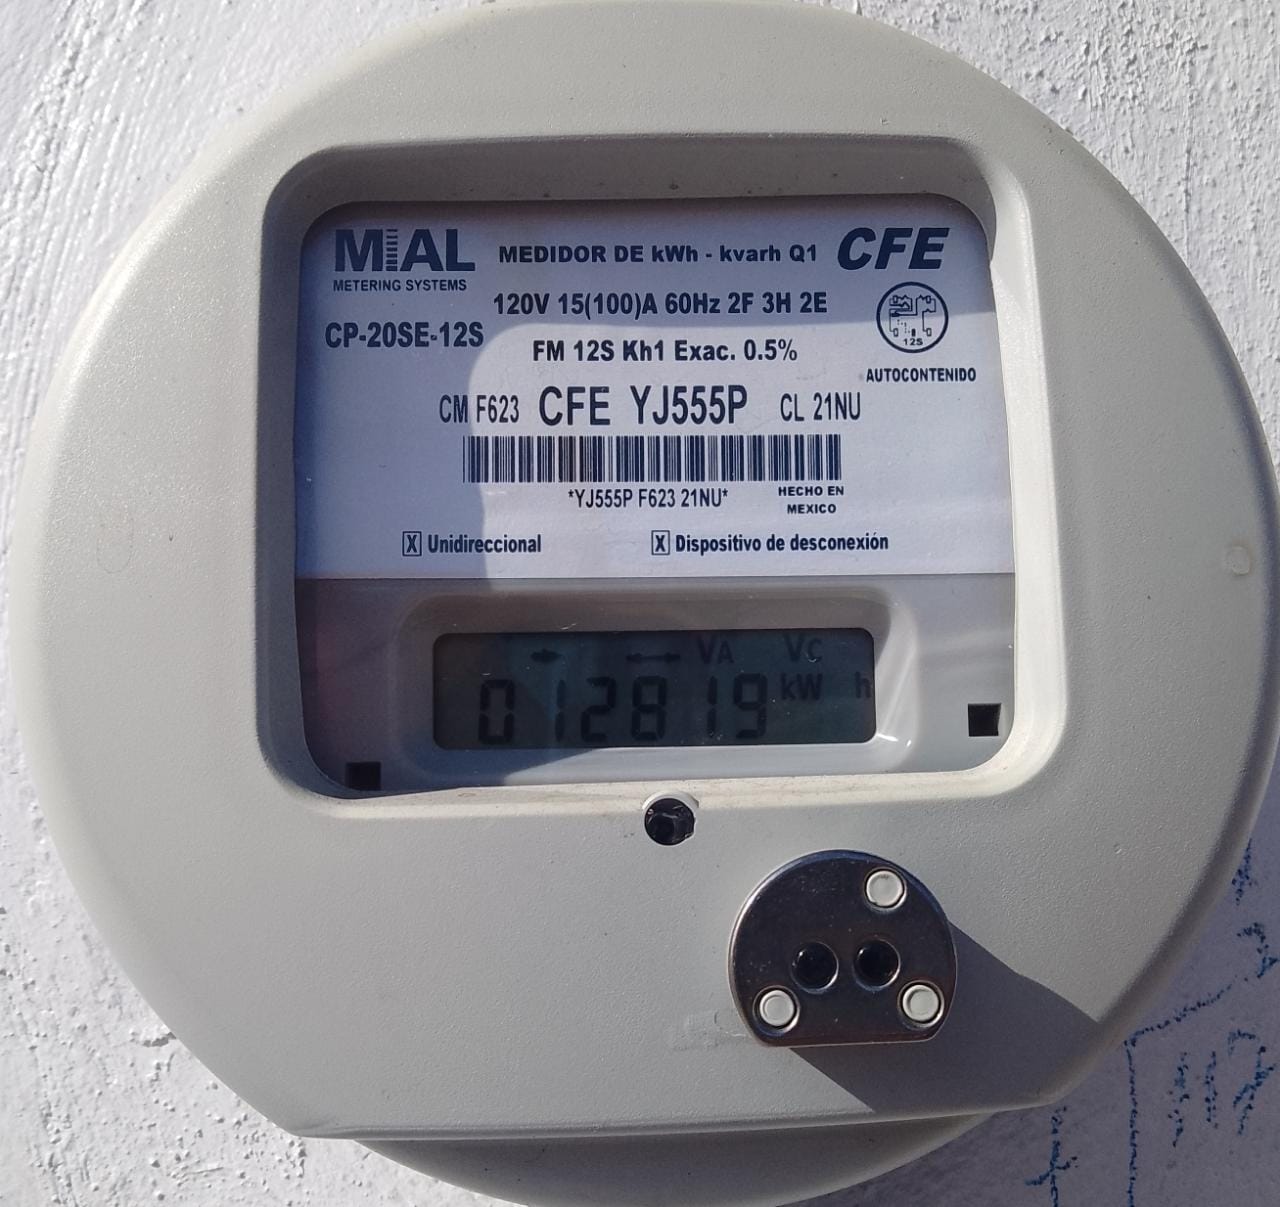 MIAL
METERING SYSTEMS
MEDIDOR DE kWh - kvarh Q1
CFE
120V 15(100)A 60Hz 2F 3H 2E
CP-20SE-12S
FM 12S Kh1 Exac. 0.5%
12S
AUTOCONTENIDO
CM F623 CFE YJ555P CL 21NU
*YJ555P F623 21NU*
HECHO EN
MEXICO
X Unidireccional
X Dispositivo de desconexión
VA VC
012819 kW h